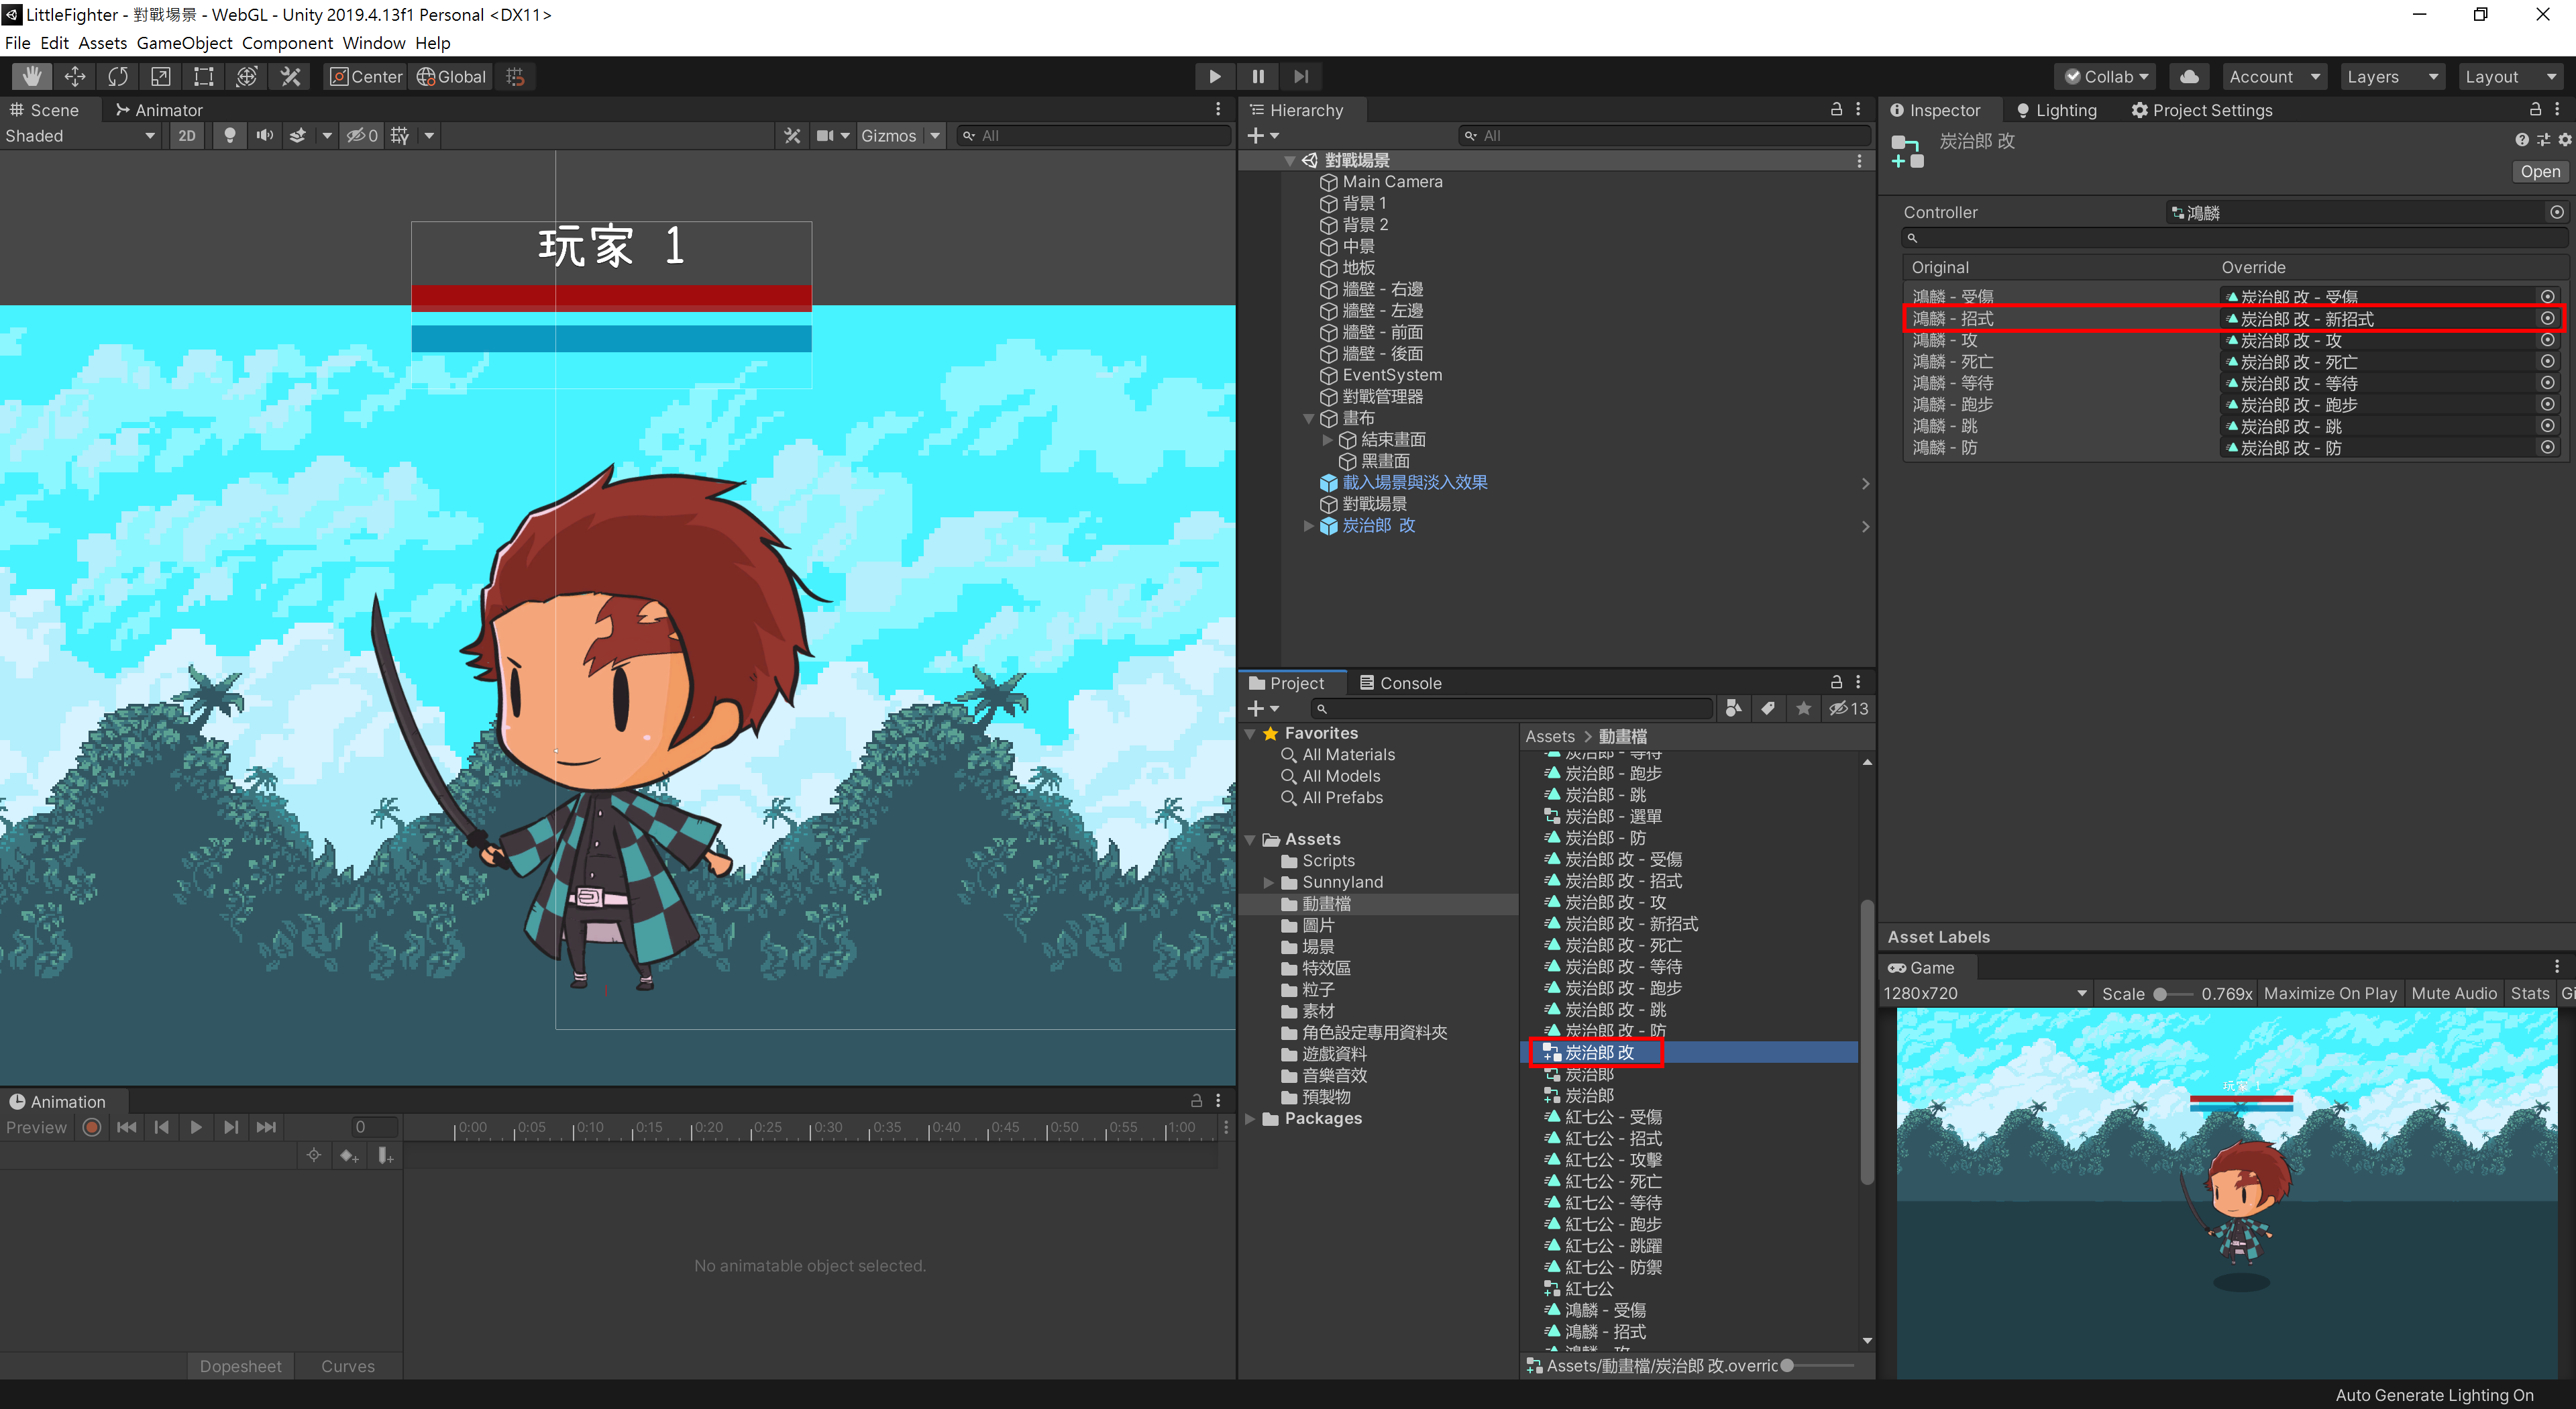 LittleFighter - 對戰場景 - WebGL - Unity 2019.4.13f1 Personal <DX11>
File Edit Assets GameObject Component Window Help
Center Global
Collab Account Layers Layout
Scene Animator
Shaded 2D 0 Gizmos All
玩家 1
Hierarchy
All
對戰場景
Main Camera
背景 1
背景 2
中景
地板
牆壁 - 右邊
牆壁 - 左邊
牆壁 - 前面
牆壁 - 後面
EventSystem
對戰管理器
畫布
結束畫面
黑畫面
載入場景與淡入效果
對戰場景
炭治郎 改
Inspector Lighting Project Settings
炭治郎 改
Open
Controller 鴻麟
Original Override
鴻麟 - 受傷 炭治郎 改 - 受傷
鴻麟 - 招式 炭治郎 改 - 新招式
鴻麟 - 攻 炭治郎 改 - 攻
鴻麟 - 死亡 炭治郎 改 - 死亡
鴻麟 - 等待 炭治郎 改 - 等待
鴻麟 - 跑步 炭治郎 改 - 跑步
鴻麟 - 跳 炭治郎 改 - 跳
鴻麟 - 防 炭治郎 改 - 防
Asset Labels
Project Console
13
Favorites
All Materials
All Models
All Prefabs
Assets
Scripts
Sunnyland
動畫檔
圖片
場景
特效區
粒子
素材
角色設定專用資料夾
遊戲資料
音樂音效
預製物
Packages
Assets > 動畫檔
炭治郎 - 等待
炭治郎 - 跑步
炭治郎 - 跳
炭治郎 - 選單
炭治郎 - 防
炭治郎 改 - 受傷
炭治郎 改 - 招式
炭治郎 改 - 攻
炭治郎 改 - 新招式
炭治郎 改 - 死亡
炭治郎 改 - 等待
炭治郎 改 - 跑步
炭治郎 改 - 跳
炭治郎 改 - 防
炭治郎 改
炭治郎
炭治郎
紅七公 - 受傷
紅七公 - 招式
紅七公 - 攻擊
紅七公 - 死亡
紅七公 - 等待
紅七公 - 跑步
紅七公 - 跳躍
紅七公 - 防禦
紅七公
鴻麟 - 受傷
鴻麟 - 招式
鴻麟 - 攻
Assets/動畫檔/炭治郎 改.overric
Game
1280x720 Scale 0.769x Maximize On Play Mute Audio Stats Gi
玩家 1
Animation
Preview 0 0:00 0:05 0:10 0:15 0:20 0:25 0:30 0:35 0:40 0:45 0:50 0:55 1:00
No animatable object selected.
Dopesheet Curves
Auto Generate Lighting On